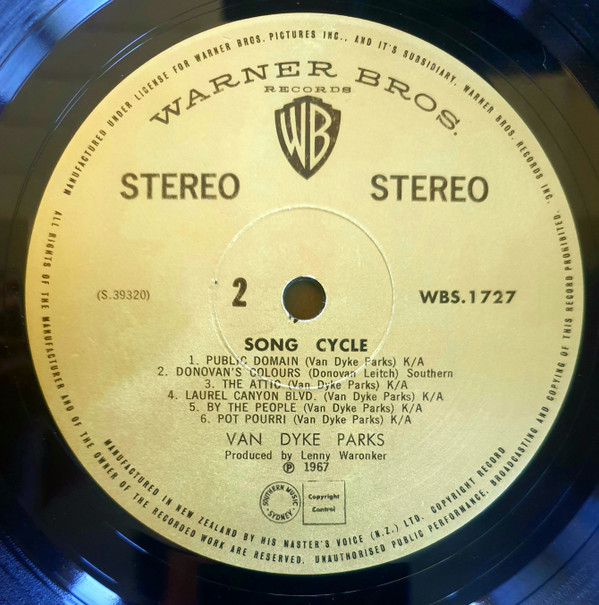 MANUFACTURED UNDER LICENSE FOR WARNER BROS. PICTURES INC., AND IT'S SUBSIDIARY, WARNER BROS. RECORDS INC.
WARNER BROS.
RECORDS
WB
STEREO STEREO
(S.39320) 2 WBS.1727
SONG CYCLE
1. PUBLIC DOMAIN (Van Dyke Parks) K/A
2. DONOVAN'S COLOURS (Donovan Leitch) Southern
3. THE ATTIC (Van Dyke Parks) K/A
4. LAUREL CANYON BLVD. (Van Dyke Parks) K/A
5. BY THE PEOPLE (Van Dyke Parks) K/A
6. POT POURRI (Van Dyke Parks) K/A
VAN DYKE PARKS
Produced by Lenny Waronker
℗ 1967
SOUTHERN MUSIC
SYDNEY
Copyright
Control
MANUFACTURED IN NEW ZEALAND BY HIS MASTER'S VOICE (N.Z.) LTD. COPYRIGHT RECORD
ALL RIGHTS OF THE MANUFACTURER AND OF THE OWNER OF THE RECORDED WORK ARE RESERVED. UNAUTHORISED PUBLIC PERFORMANCE, BROADCASTING AND COPYING OF THIS RECORD PROHIBITED.